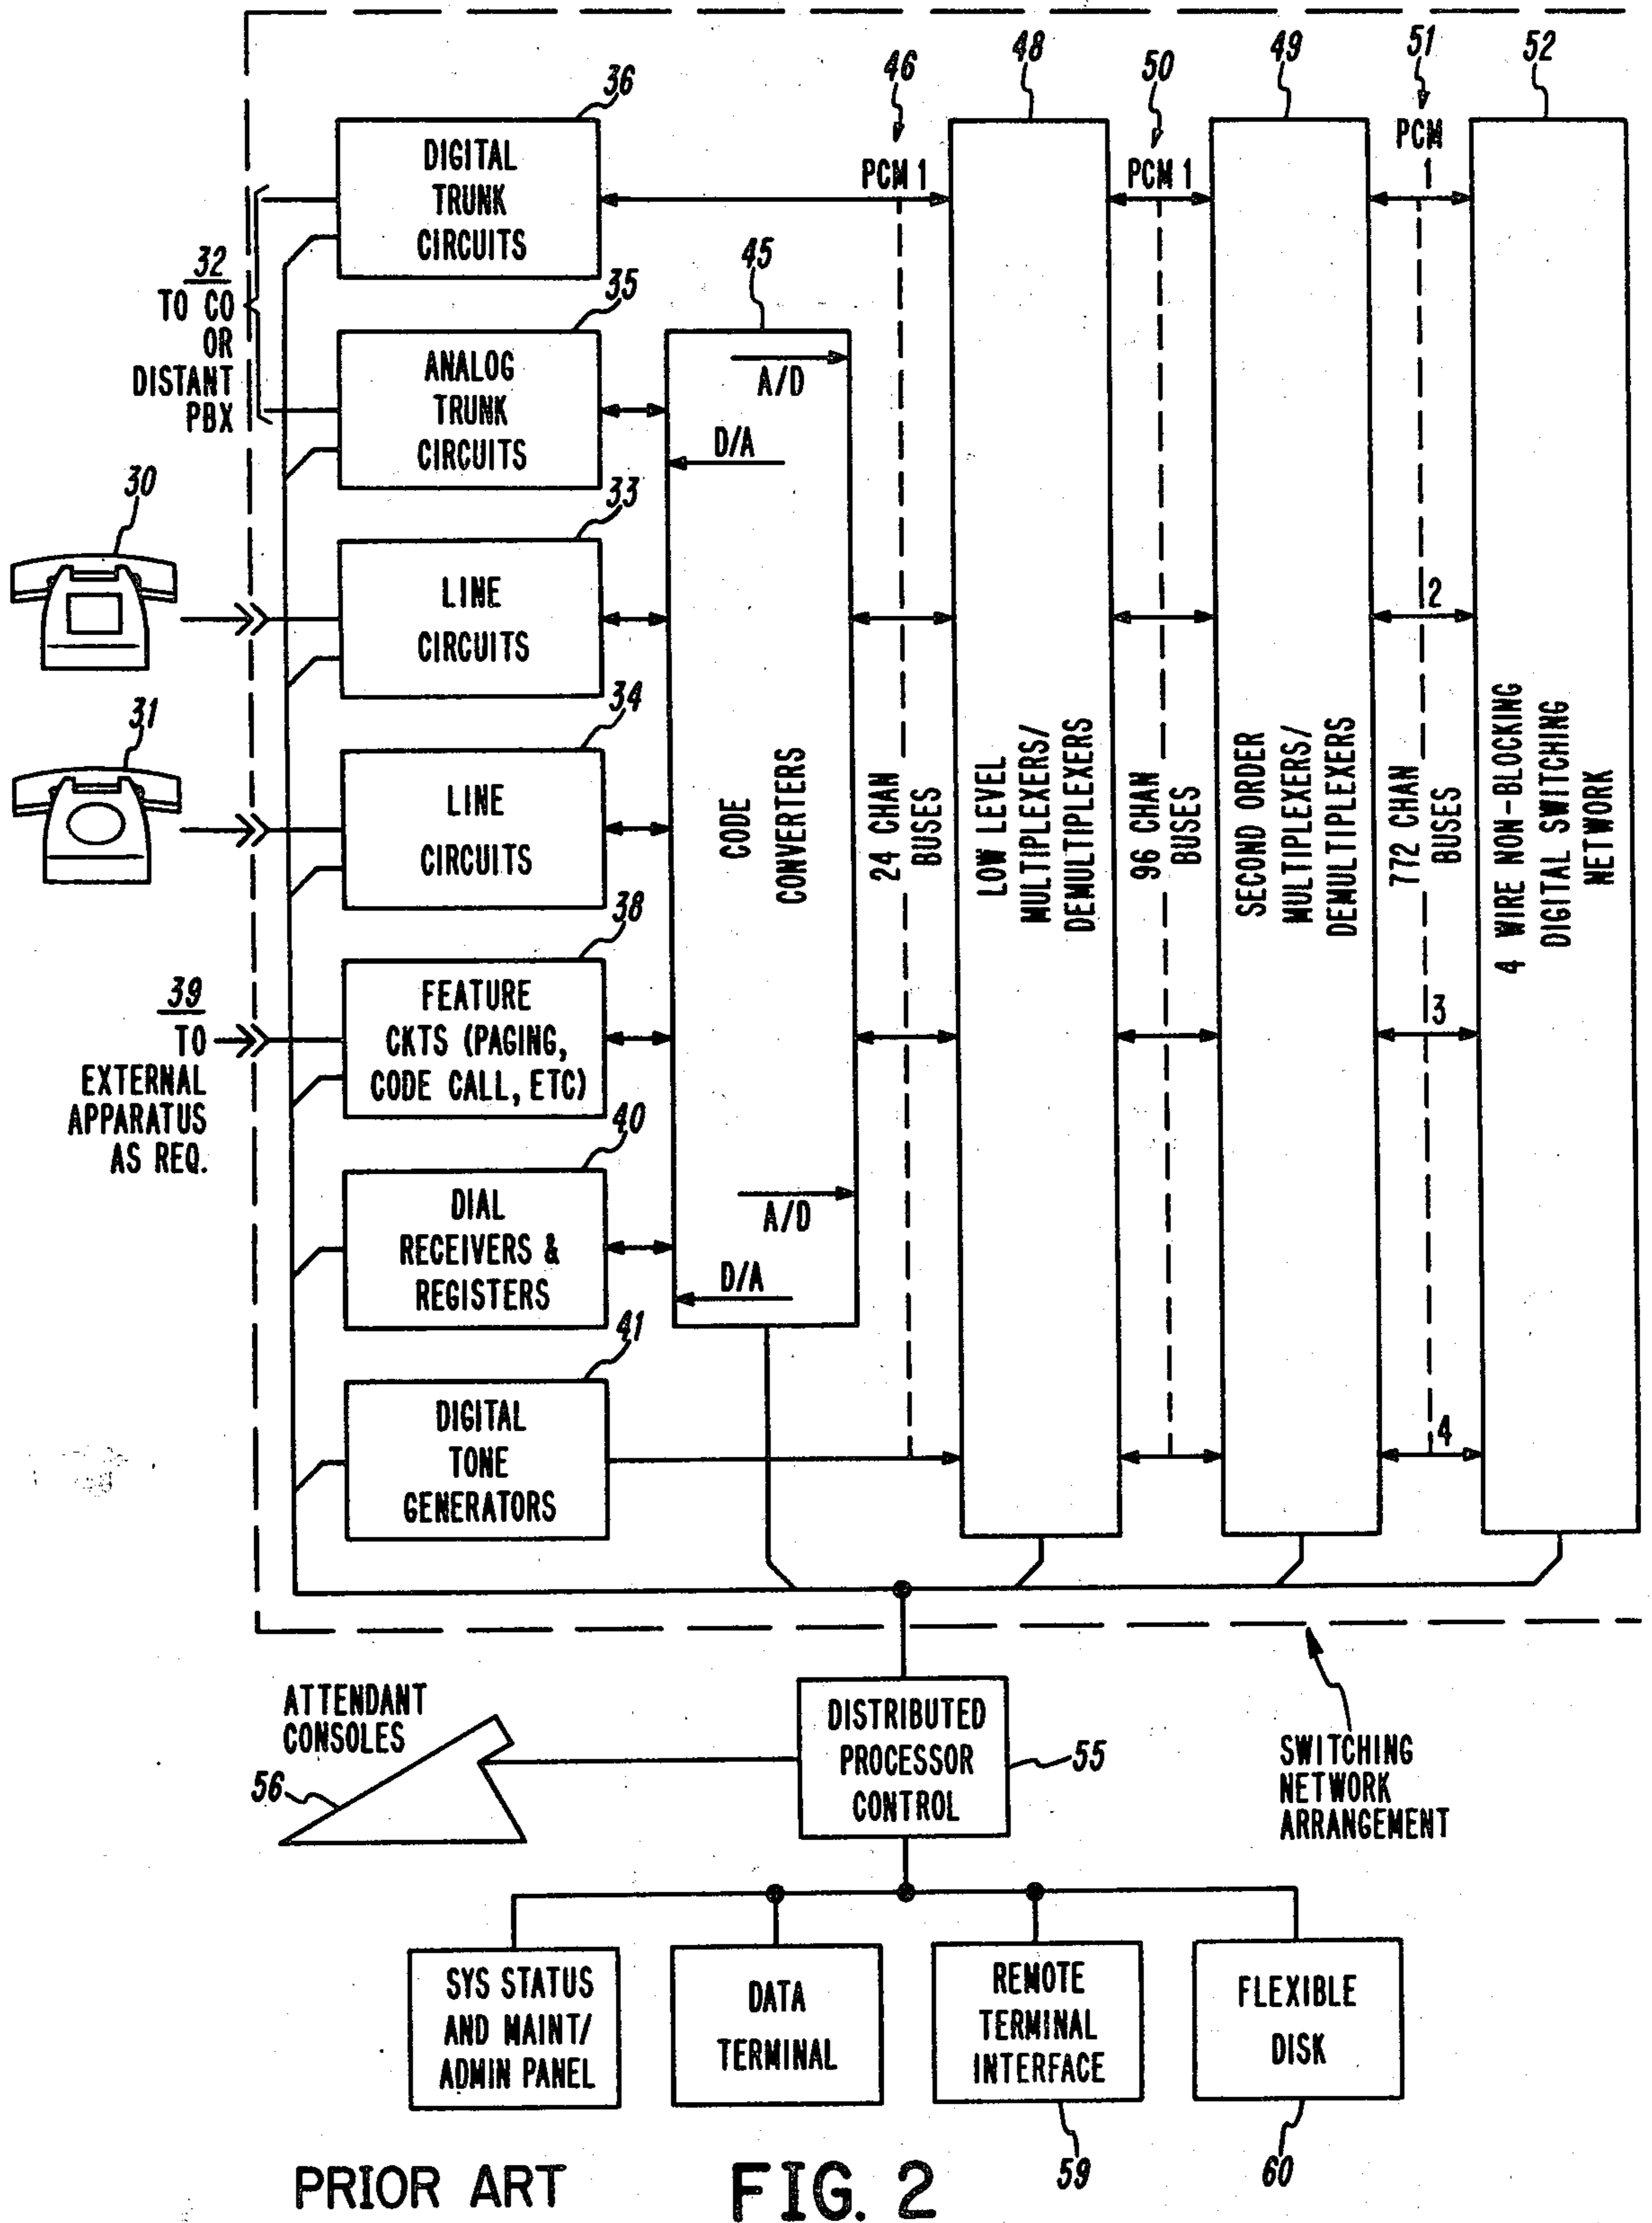 36
46
48
50
49
51
52
DIGITAL
TRUNK
CIRCUITS
PCM 1
PCM 1
PCM
1
32
TO CO
OR
DISTANT
PBX
35
45
ANALOG
TRUNK
CIRCUITS
A/D
D/A
30
33
LINE
CIRCUITS
2
31
34
LINE
CIRCUITS
CODE
CONVERTERS
24 CHAN
BUSES
LOW LEVEL
MULTIPLEXERS/
DEMULTIPLEXERS
96 CHAN
BUSES
SECOND ORDER
MULTIPLEXERS/
DEMULTIPLEXERS
772 CHAN
BUSES
4 WIRE NON-BLOCKING
DIGITAL SWITCHING
NETWORK
38
39
TO
EXTERNAL
APPARATUS
AS REQ.
FEATURE
CKTS (PAGING,
CODE CALL, ETC)
3
40
DIAL
RECEIVERS &
REGISTERS
A/D
D/A
41
DIGITAL
TONE
GENERATORS
4
ATTENDANT
CONSOLES
56
DISTRIBUTED
PROCESSOR
CONTROL
55
SWITCHING
NETWORK
ARRANGEMENT
SYS STATUS
AND MAINT/
ADMIN PANEL
DATA
TERMINAL
REMOTE
TERMINAL
INTERFACE
FLEXIBLE
DISK
59
60
PRIOR ART
FIG. 2